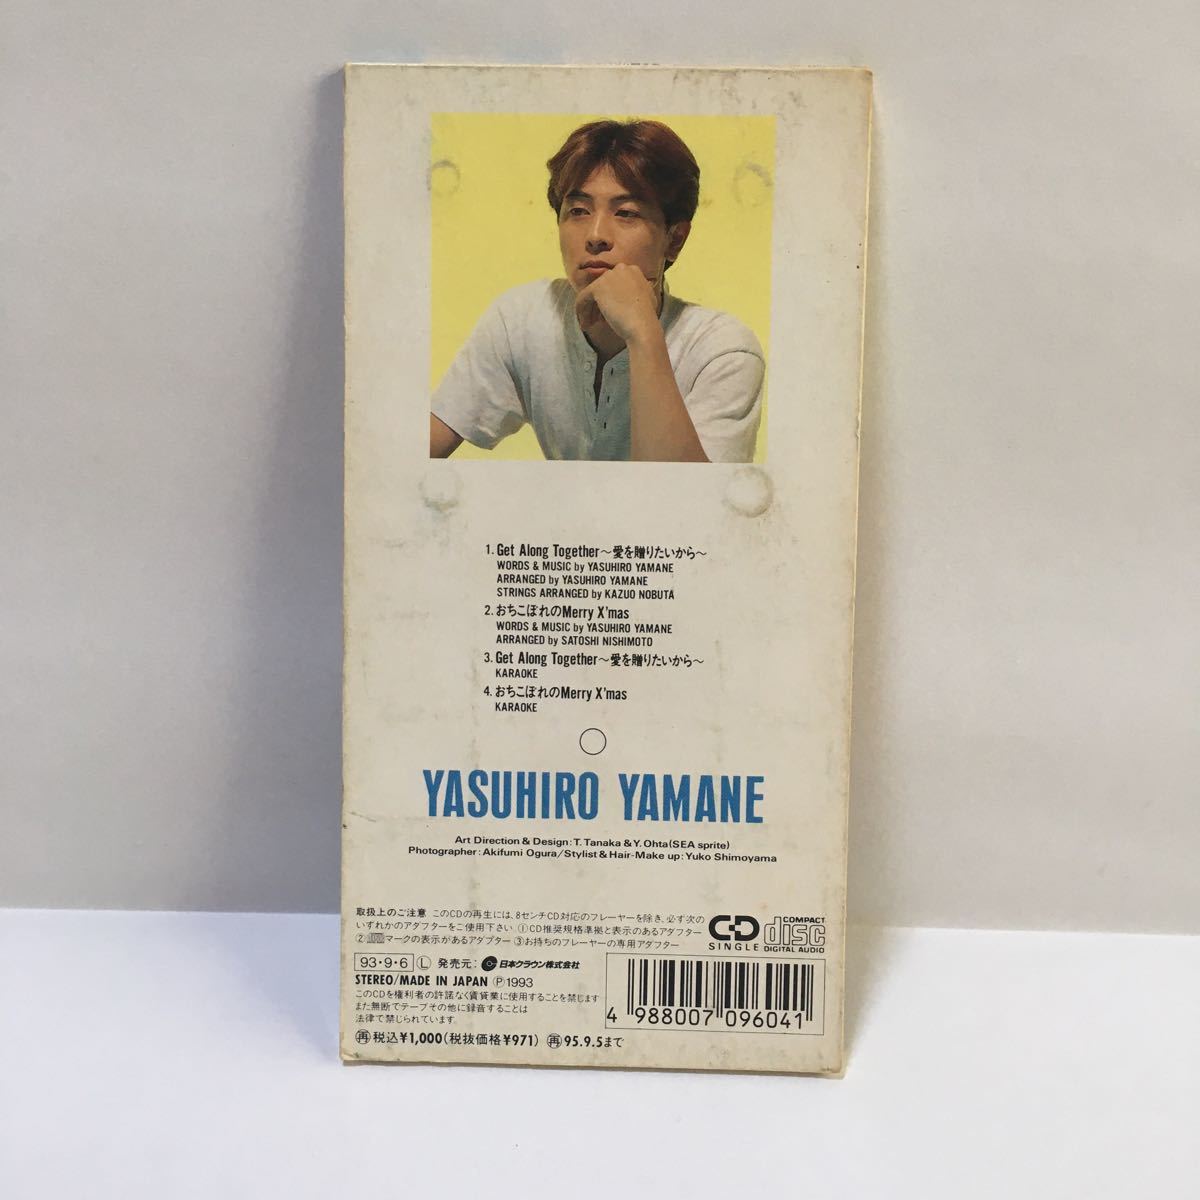 1. Get Along Together～愛を贈りたいから～
WORDS & MUSIC by YASUHIRO YAMANE
ARRANGED by YASUHIRO YAMANE
STRINGS ARRANGED by KAZUO NOBUTA
2. おちこぼれのMerry X'mas
WORDS & MUSIC by YASUHIRO YAMANE
ARRANGED by SATOSHI NISHIMOTO
3. Get Along Together～愛を贈りたいから～
KARAOKE
4. おちこぼれのMerry X'mas
KARAOKE
YASUHIRO YAMANE
Art Direction & Design: T. Tanaka & Y. Ohta (SEA sprite)
Photographer: Akifumi Ogura/Stylist & Hair-Make up: Yuko Shimoyama
取扱上のご注意 このCDの再生には、8センチCD対応のプレーヤーを除き、必ず次の
いずれかのアダプターをご使用下さい。①CD推奨規格準拠と表示のあるアダプター
②マークの表示があるアダプター ③お持ちのプレーヤーの専用アダプター
CD SINGLE
COMPACT disc DIGITAL AUDIO
93・9・6 Ⓛ 発売元: 日本クラウン株式会社
STEREO/MADE IN JAPAN Ⓟ1993
このCDを権利者の許諾なく賃貸業に使用することを禁じます
また無断でテープその他に録音することは
法律で禁じられています。
再税込¥1,000(税抜価格¥971) 再95.9.5まで
4 988007 096041